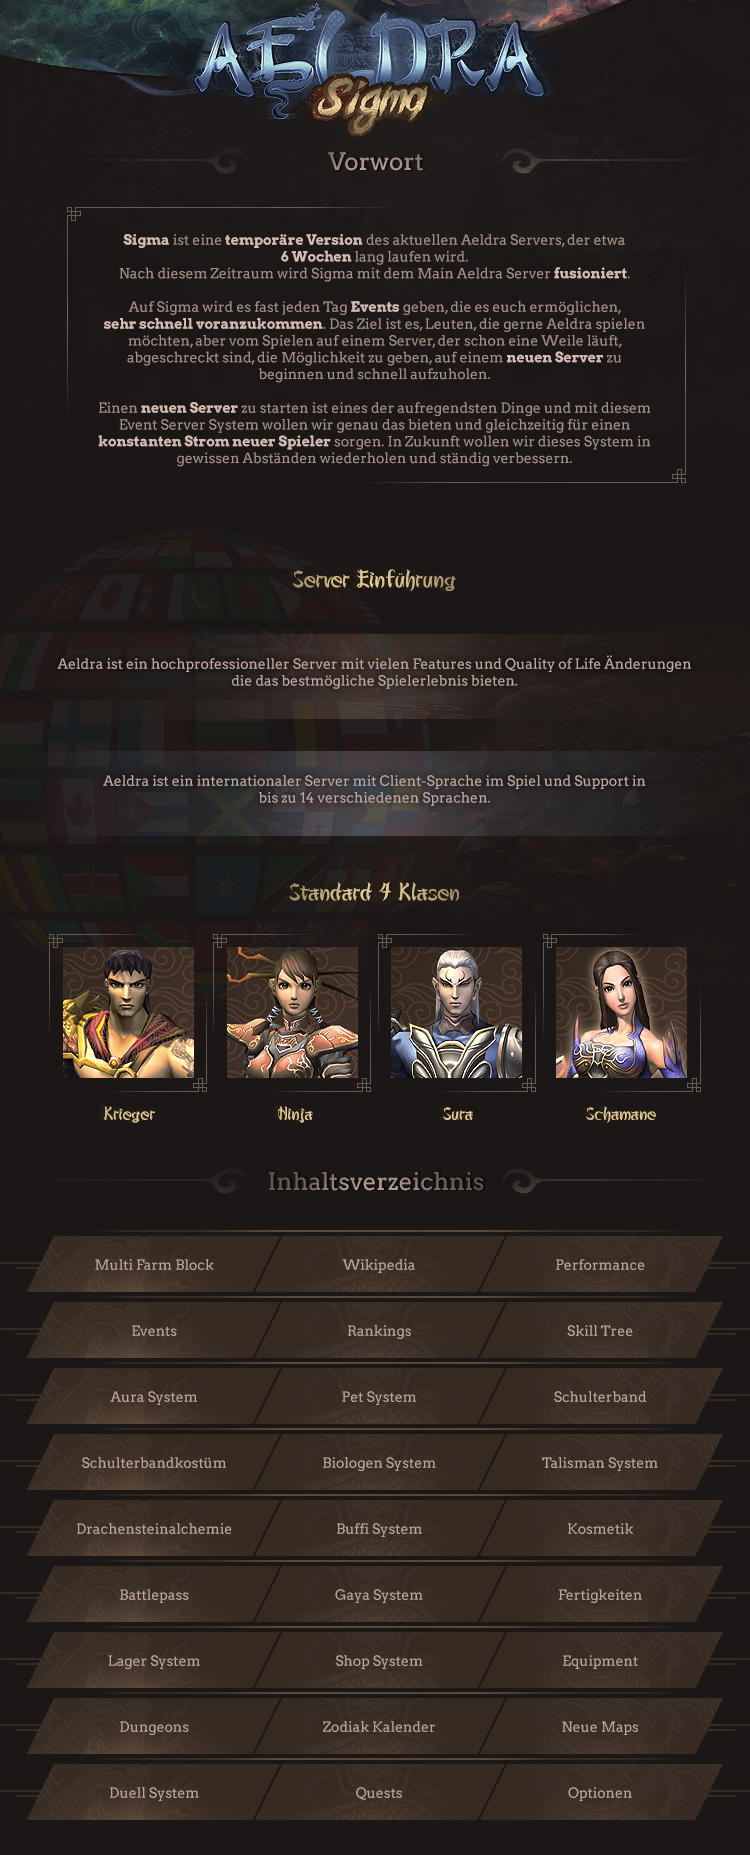 AELDRA
Sigma
Vorwort
Sigma ist eine temporäre Version des aktuellen Aeldra Servers, der etwa
6 Wochen lang laufen wird.
Nach diesem Zeitraum wird Sigma mit dem Main Aeldra Server fusioniert.
Auf Sigma wird es fast jeden Tag Events geben, die es euch ermöglichen,
sehr schnell voranzukommen. Das Ziel ist es, Leuten, die gerne Aeldra spielen
möchten, aber vom Spielen auf einem Server, der schon eine Weile läuft,
abgeschreckt sind, die Möglichkeit zu geben, auf einem neuen Server zu
beginnen und schnell aufzuholen.
Einen neuen Server zu starten ist eines der aufregendsten Dinge und mit diesem
Event Server System wollen wir genau das bieten und gleichzeitig für einen
konstanten Strom neuer Spieler sorgen. In Zukunft wollen wir dieses System in
gewissen Abständen wiederholen und ständig verbessern.
Server Einführung
Aeldra ist ein hochprofessioneller Server mit vielen Features und Quality of Life Änderungen
die das bestmögliche Spielerlebnis bieten.
Aeldra ist ein internationaler Server mit Client-Sprache im Spiel und Support in
bis zu 14 verschiedenen Sprachen.
Standard 4 Klasen
Krieger Ninja Sura Schamane
Inhaltsverzeichnis
Multi Farm Block Wikipedia Performance
Events Rankings Skill Tree
Aura System Pet System Schulterband
Schulterbandkostüm Biologen System Talisman System
Drachensteinalchemie Buffi System Kosmetik
Battlepass Gaya System Fertigkeiten
Lager System Shop System Equipment
Dungeons Zodiak Kalender Neue Maps
Duell System Quests Optionen